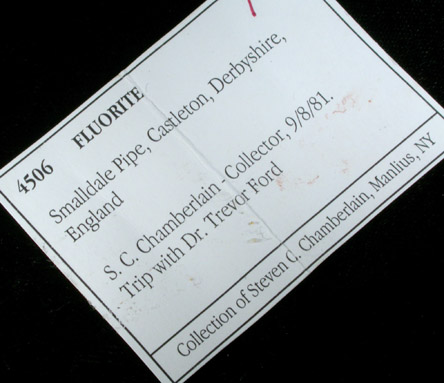 4506 FLUORITE
Smalldale Pipe, Castleton, Derbyshire,
England
S. C. Chamberlain - Collector, 9/8/81.
Trip with Dr. Trevor Ford
Collection of Steven C. Chamberlain, Manlius, NY